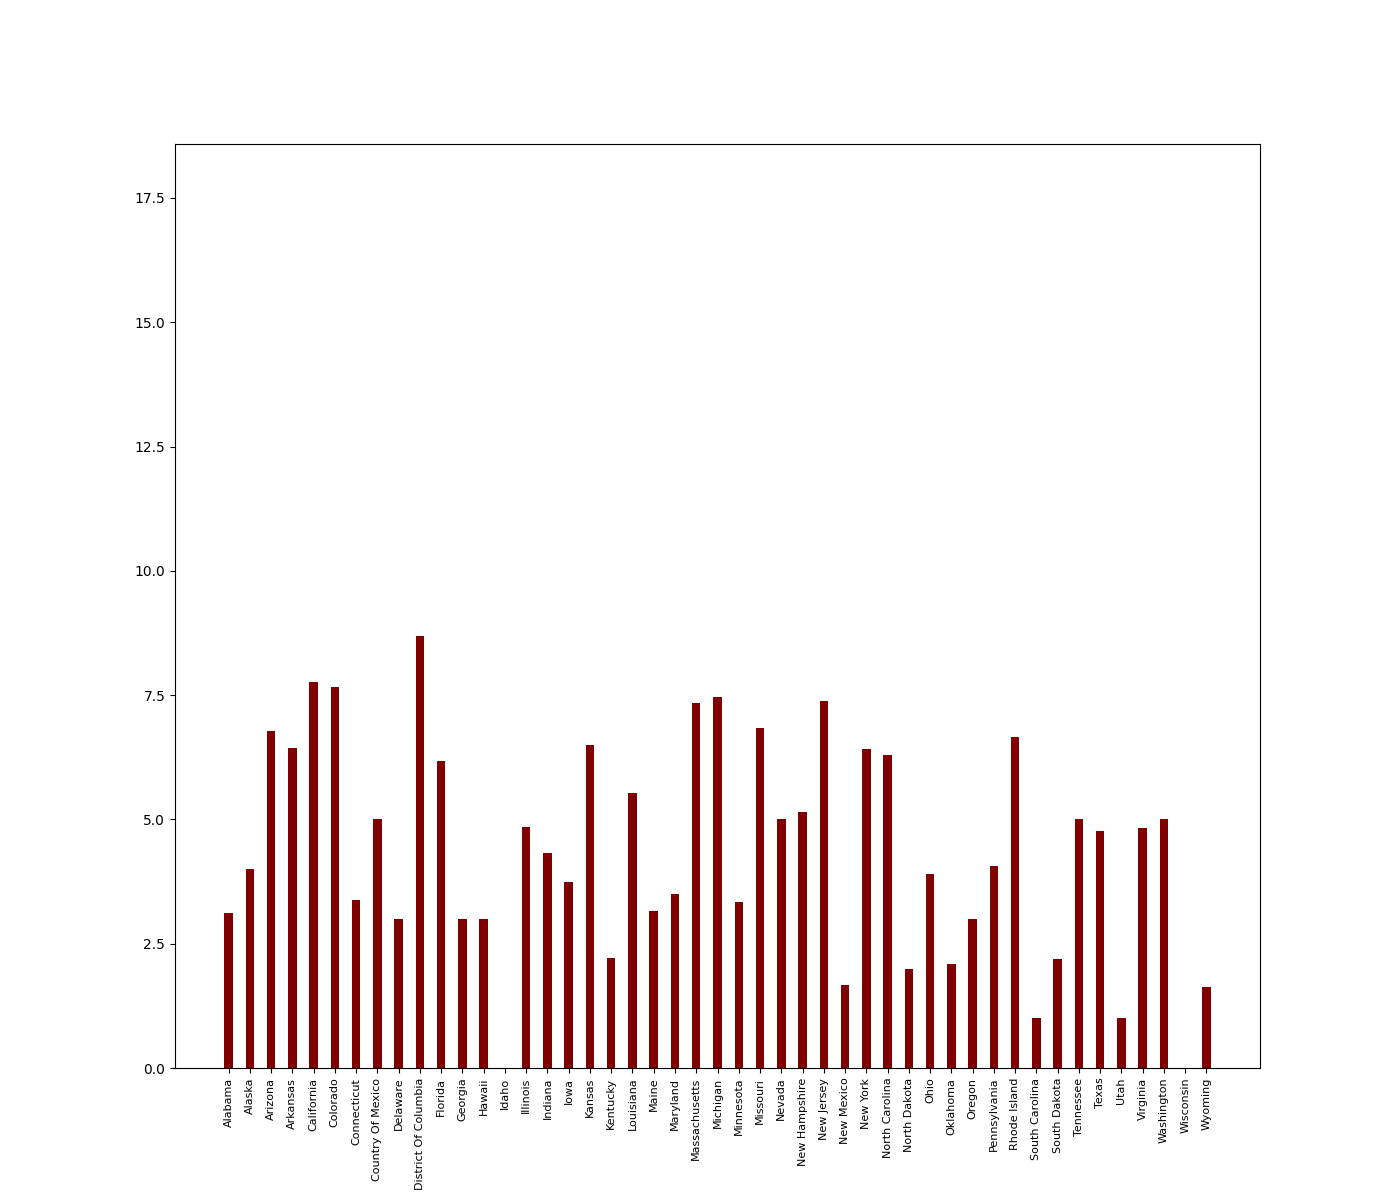 17.5
15.0
12.5
10.0
7.5
5.0
2.5
0.0
Alabama
Alaska
Arizona
Arkansas
California
Colorado
Connecticut
Country Of Mexico
Delaware
District Of Columbia
Florida
Georgia
Hawaii
Idaho
Illinois
Indiana
Iowa
Kansas
Kentucky
Louisiana
Maine
Maryland
Massachusetts
Michigan
Minnesota
Missouri
Nevada
New Hampshire
New Jersey
New Mexico
New York
North Carolina
North Dakota
Ohio
Oklahoma
Oregon
Pennsylvania
Rhode Island
South Carolina
South Dakota
Tennessee
Texas
Utah
Virginia
Washington
Wisconsin
Wyoming